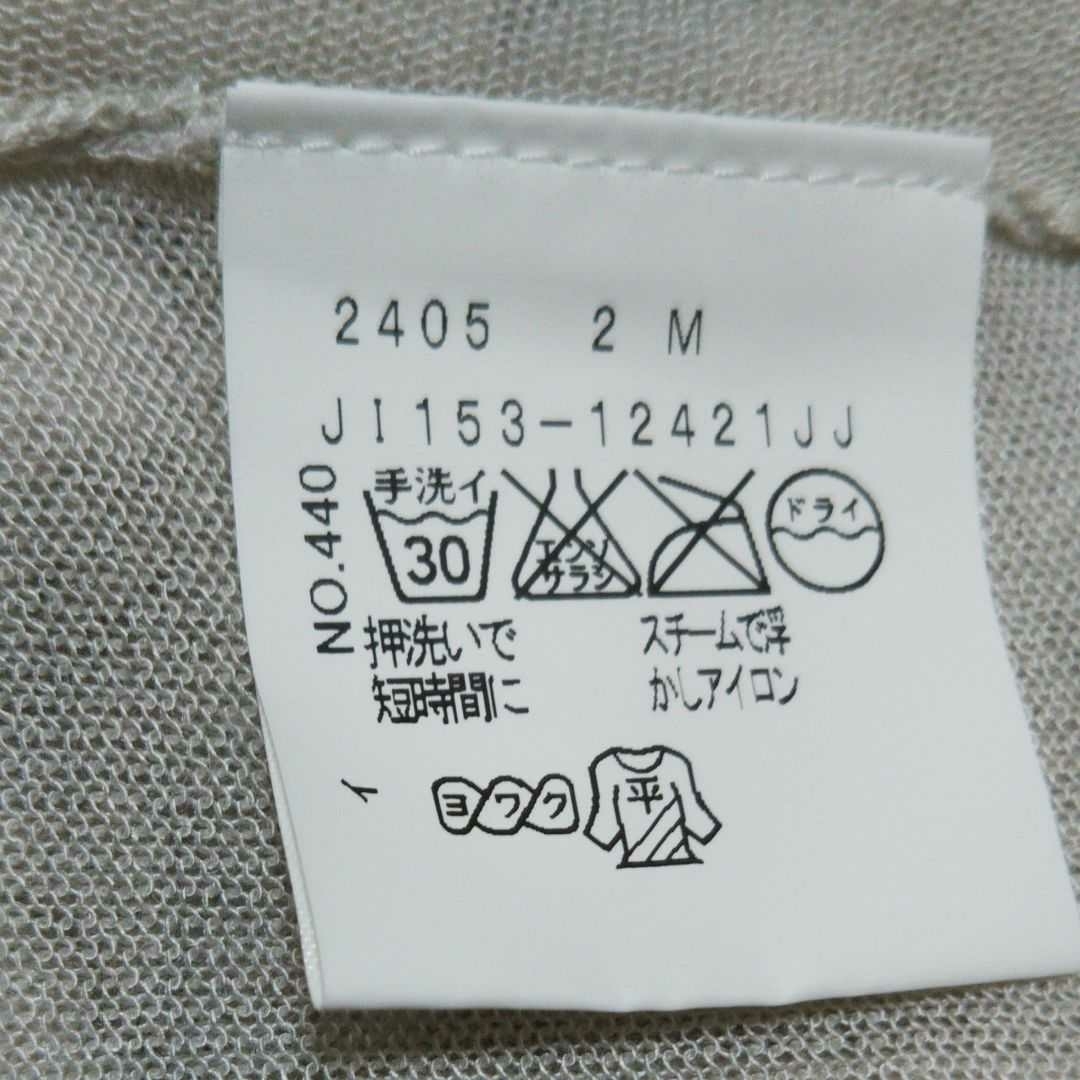 2405 2 M
JI153-12421JJ
NO.440
手洗イ
30
エンソ
サラシ
ドライ
押洗いで
短時間に
スチームで浮
かしアイロン
イ
ヨワク
平